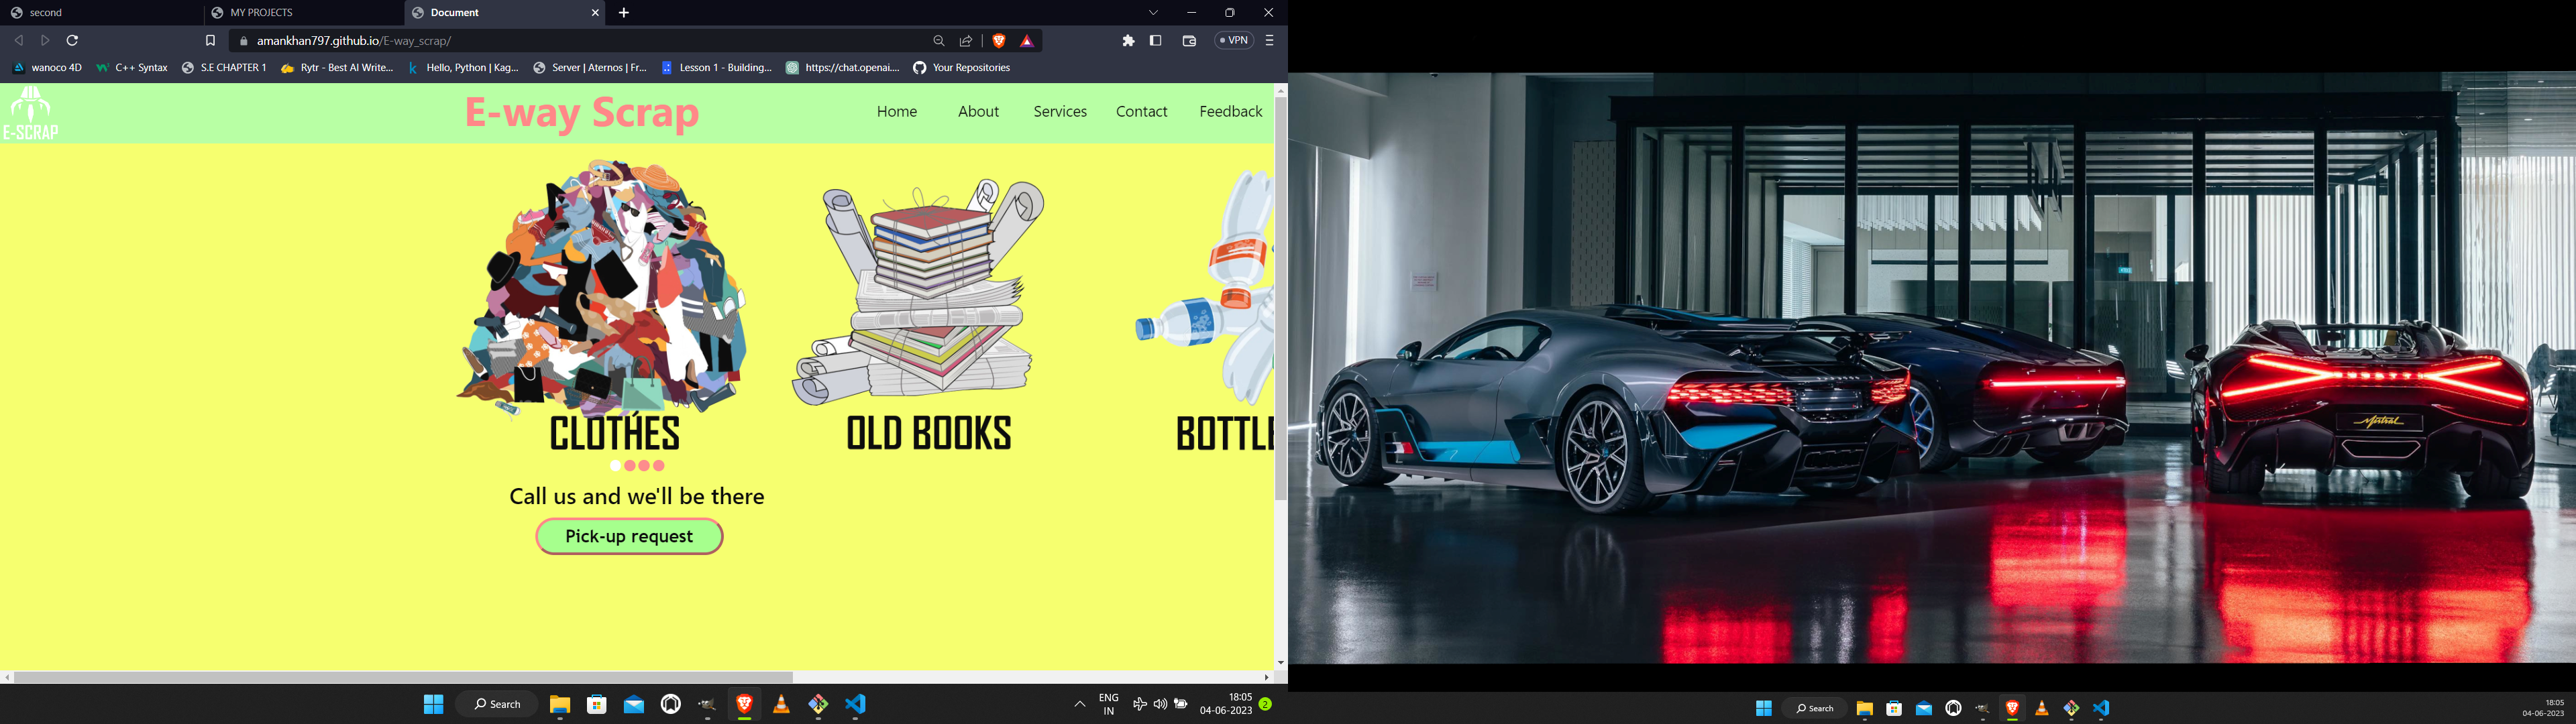 second
MY PROJECTS
Document
amankhan797.github.io/E-way_scrap/
VPN
wanoco 4D
C++ Syntax
S.E CHAPTER 1
Rytr - Best AI Write...
Hello, Python | Kag...
Server | Aternos | Fr...
Lesson 1 - Building...
https://chat.openai....
Your Repositories
E-SCRAP
E-way Scrap
Home
About
Services
Contact
Feedback
CLOTHES
OLD BOOKS
BOTTLE
Call us and we'll be there
Pick-up request
Mistral
Search
ENG
IN
18:05
04-06-2023
2
Search
18:05
04-06-2023